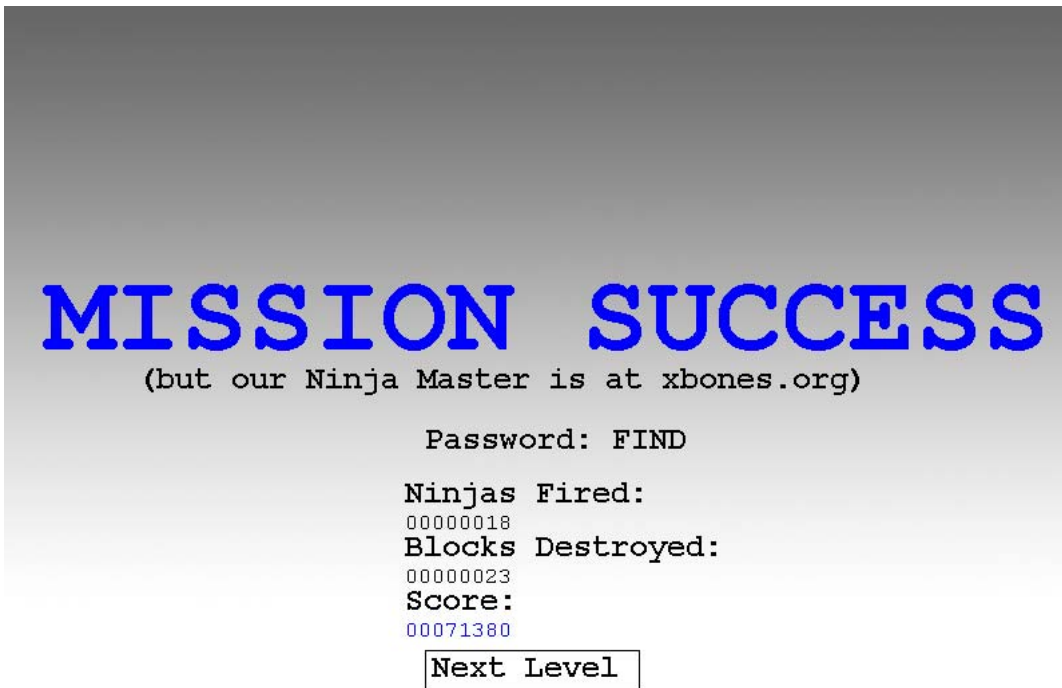 MISSION SUCCESS
(but our Ninja Master is at xbones.org)
Password: FIND
Ninjas Fired:
00000018
Blocks Destroyed:
00000023
Score:
00071380
Next Level